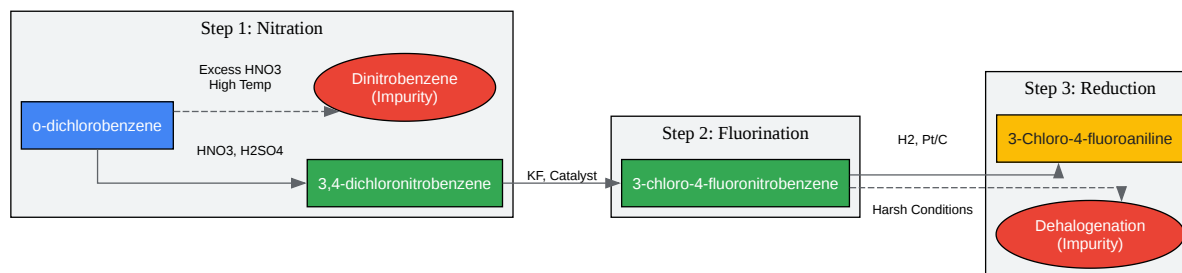 Step 1: Nitration
Excess HNO3
High Temp
Dinitrobenzene
(Impurity)
o-dichlorobenzene
HNO3, H2SO4
3,4-dichloronitrobenzene
KF, Catalyst
Step 2: Fluorination
3-chloro-4-fluoronitrobenzene
H2, Pt/C
Harsh Conditions
Step 3: Reduction
3-Chloro-4-fluoroaniline
Dehalogenation
(Impurity)